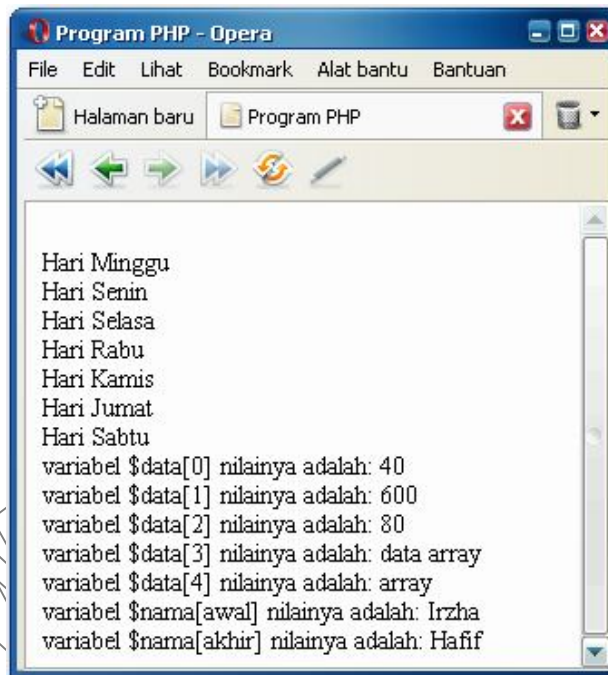 Program PHP - Opera
File Edit Lihat Bookmark Alat bantu Bantuan
Halaman baru Program PHP
Hari Minggu
Hari Senin
Hari Selasa
Hari Rabu
Hari Kamis
Hari Jumat
Hari Sabtu
variabel $data[0] nilainya adalah: 40
variabel $data[1] nilainya adalah: 600
variabel $data[2] nilainya adalah: 80
variabel $data[3] nilainya adalah: data array
variabel $data[4] nilainya adalah: array
variabel $nama[awal] nilainya adalah: Irzha
variabel $nama[akhir] nilainya adalah: Hafif